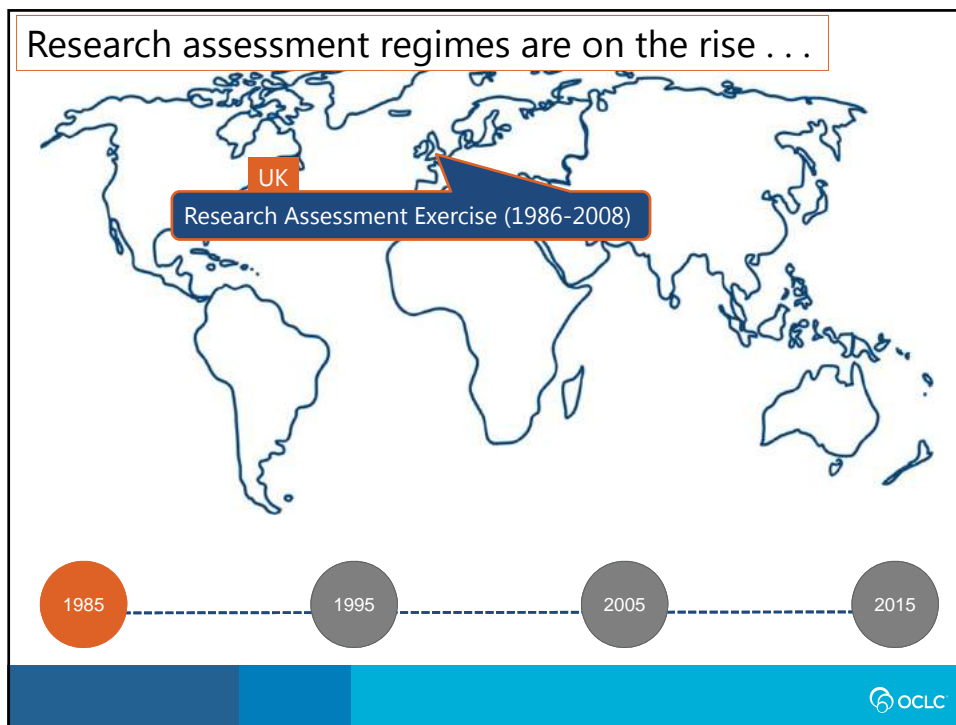 Research assessment regimes are on the rise . . .
UK
Research Assessment Exercise (1986-2008)
1985
1995
2005
2015
OCLC